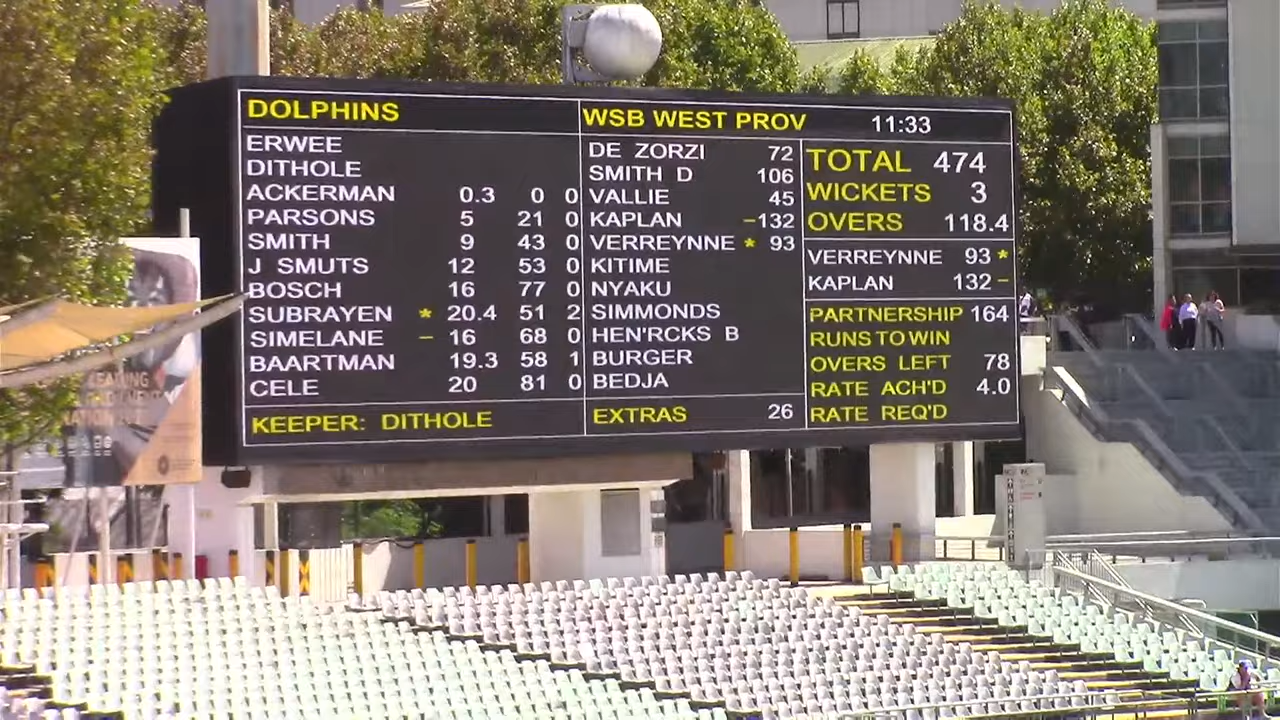 DOLPHINS
ERWEE
DITHOLE
ACKERMAN 0.3 0 0
PARSONS 5 21 0
SMITH 9 43 0
J SMUTS 12 53 0
BOSCH 16 77 0
SUBRAYEN * 20.4 51 2
SIMELANE – 16 68 0
BAARTMAN 19.3 58 1
CELE 20 81 0
KEEPER: DITHOLE
WSB WEST PROV 11:33
DE ZORZI 72
SMITH D 106
VALLIE 45
KAPLAN –132
VERREYNNE * 93
KITIME
NYAKU
SIMMONDS
HEN'RCKS B
BURGER
BEDJA
EXTRAS 26
TOTAL 474
WICKETS 3
OVERS 118.4
VERREYNNE 93 *
KAPLAN 132 –
PARTNERSHIP 164
RUNS TO WIN
OVERS LEFT 78
RATE ACH'D 4.0
RATE REQ'D